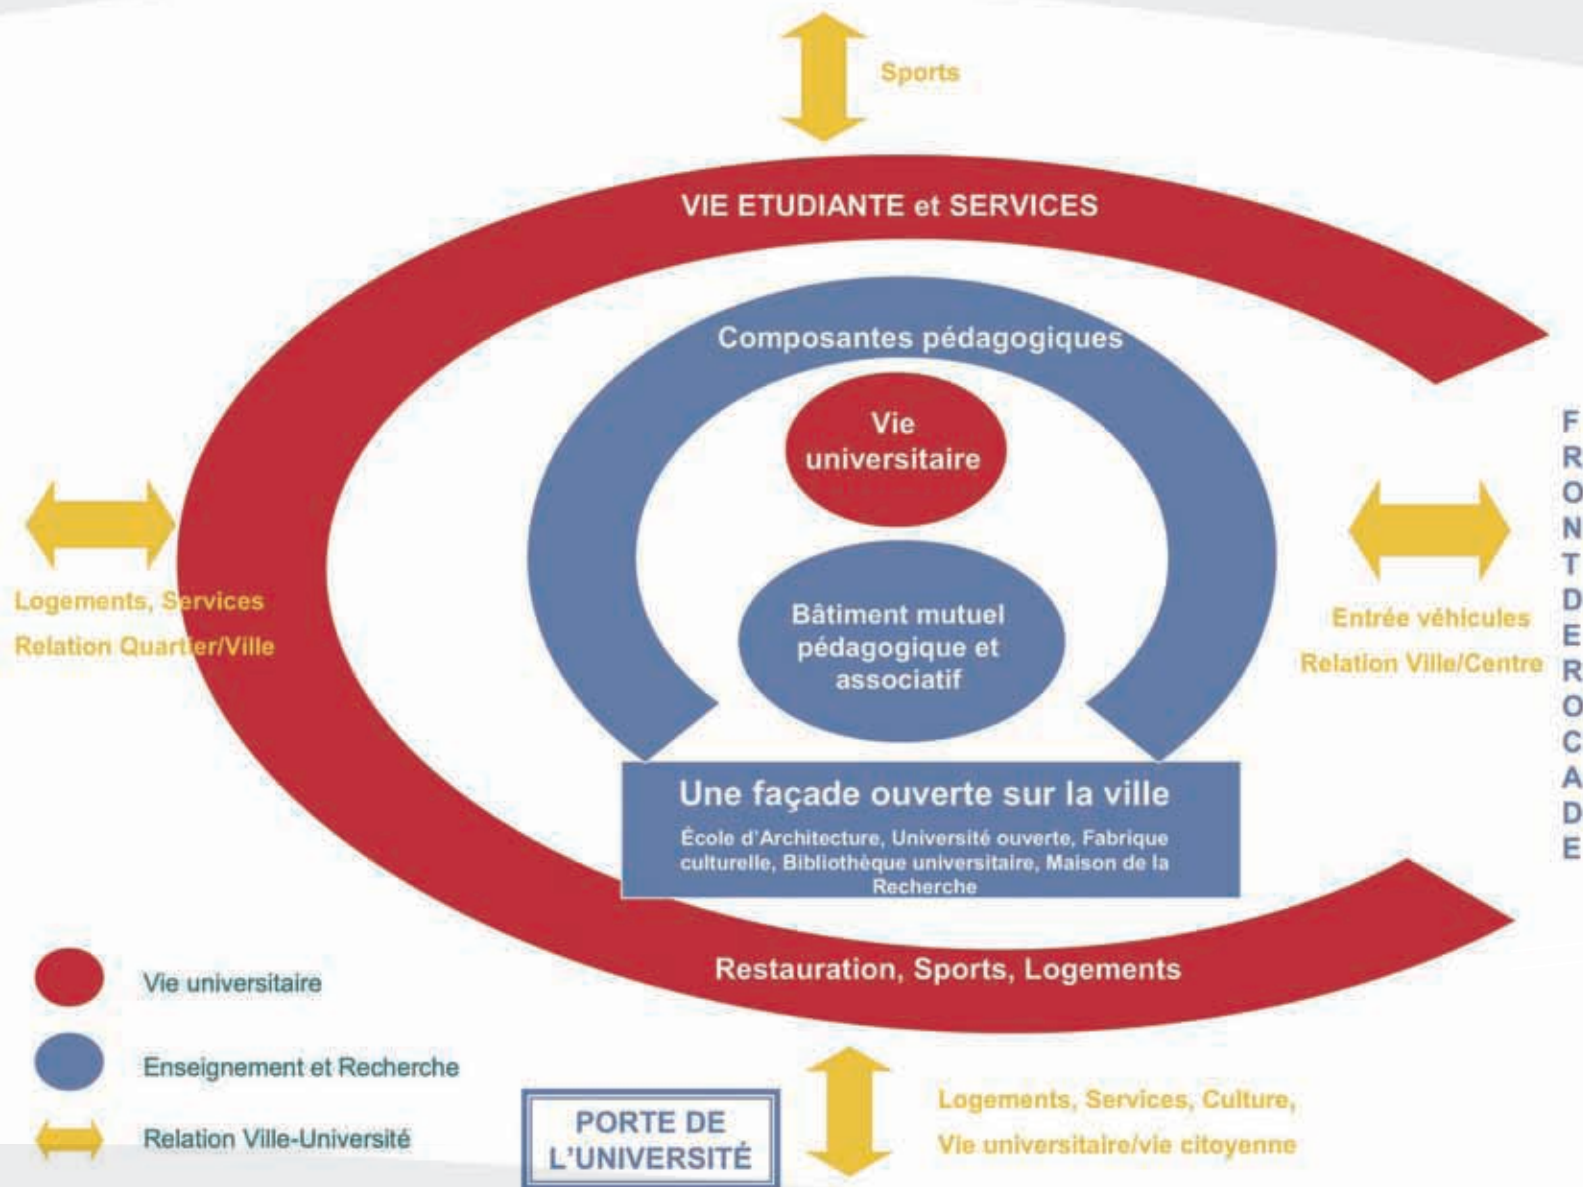 Sports
VIE ETUDIANTE et SERVICES
Composantes pédagogiques
Vie
universitaire
Bâtiment mutuel
pédagogique et
associatif
Logements, Services
Relation Quartier/Ville
Entrée véhicules
Relation Ville/Centre
FRONT DE ROCADE
Une façade ouverte sur la ville
École d'Architecture, Université ouverte, Fabrique
culturelle, Bibliothèque universitaire, Maison de la
Recherche
Restauration, Sports, Logements
Vie universitaire
Enseignement et Recherche
Relation Ville-Université
PORTE DE
L'UNIVERSITÉ
Logements, Services, Culture,
Vie universitaire/vie citoyenne